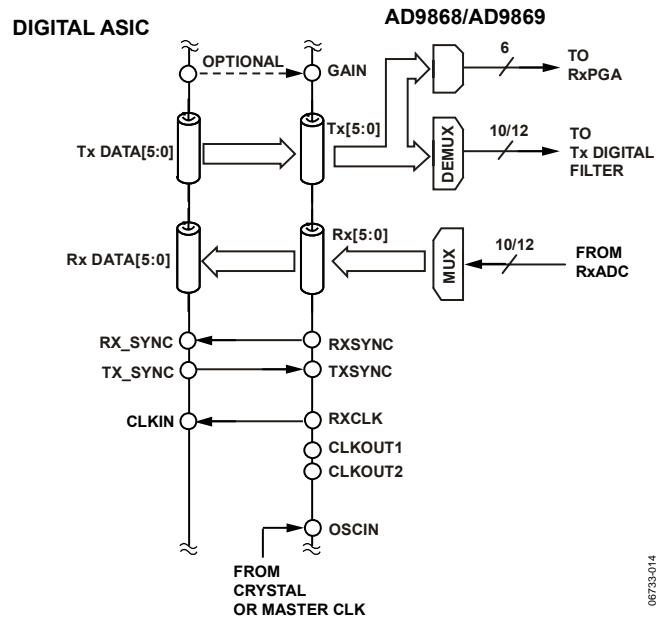 DIGITAL ASIC
AD9868/AD9869
OPTIONAL
GAIN
6
TO
RxPGA
Tx DATA[5:0]
Tx[5:0]
DEMUX
10/12
TO
Tx DIGITAL
FILTER
Rx DATA[5:0]
Rx[5:0]
MUX
10/12
FROM
RxADC
RX_SYNC
RXSYNC
TX_SYNC
TXSYNC
CLKIN
RXCLK
CLKOUT1
CLKOUT2
OSCIN
FROM
CRYSTAL
OR MASTER CLK
06733-014